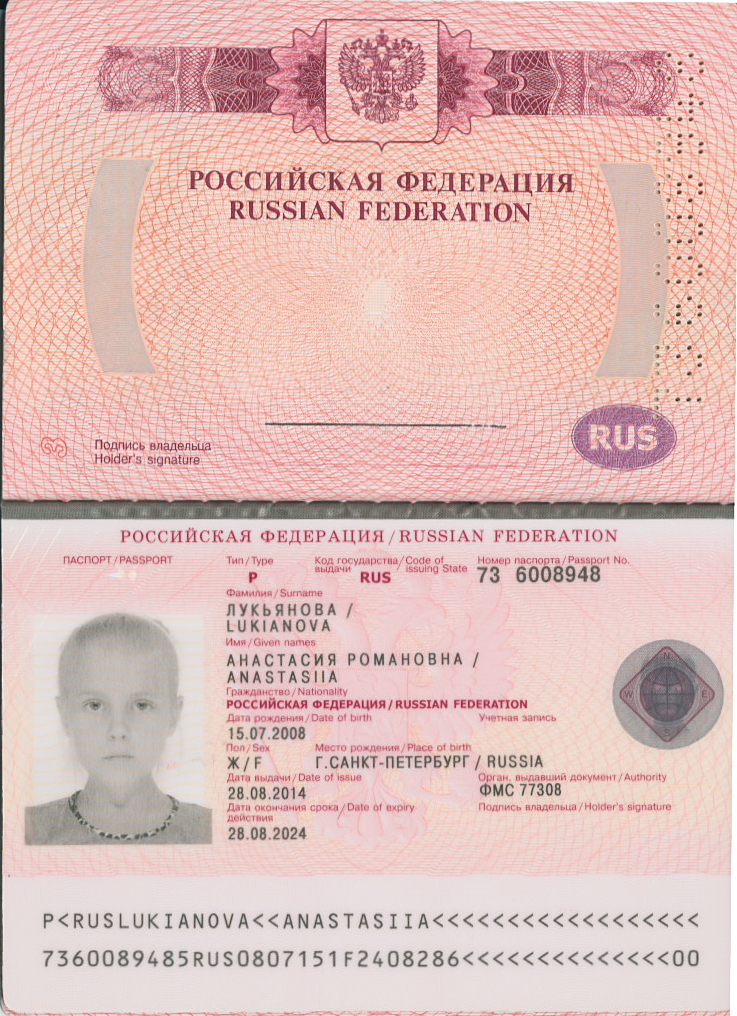 РОССИЙСКАЯ ФЕДЕРАЦИЯ
RUSSIAN FEDERATION
Подпись владельца
Holder's signature
RUS
РОССИЙСКАЯ ФЕДЕРАЦИЯ / RUSSIAN FEDERATION
ПАСПОРТ / PASSPORT Тип / Type Код государства / Code of Номер паспорта / Passport No.
выдачи issuing State
P RUS 73 6008948
Фамилия / Surname
ЛУКЬЯНОВА /
LUKIANOVA
Имя / Given names
АНАСТАСИЯ РОМАНОВНА /
ANASTASIIA
Гражданство / Nationality
РОССИЙСКАЯ ФЕДЕРАЦИЯ / RUSSIAN FEDERATION
Дата рождения / Date of birth Учетная запись
15.07.2008
Пол / Sex Место рождения / Place of birth
Ж / F Г.САНКТ-ПЕТЕРБУРГ / RUSSIA
Дата выдачи / Date of issue Орган, выдавший документ / Authority
28.08.2014 ФМС 77308
Дата окончания срока / Date of expiry Подпись владельца / Holder's signature
действия
28.08.2024
N
W E
S
P<RUSLUKIANOVA<<ANASTASIIA<<<<<<<<<<<<<<<<<<
7360089485RUS0807151F2408286<<<<<<<<<<<<<<00